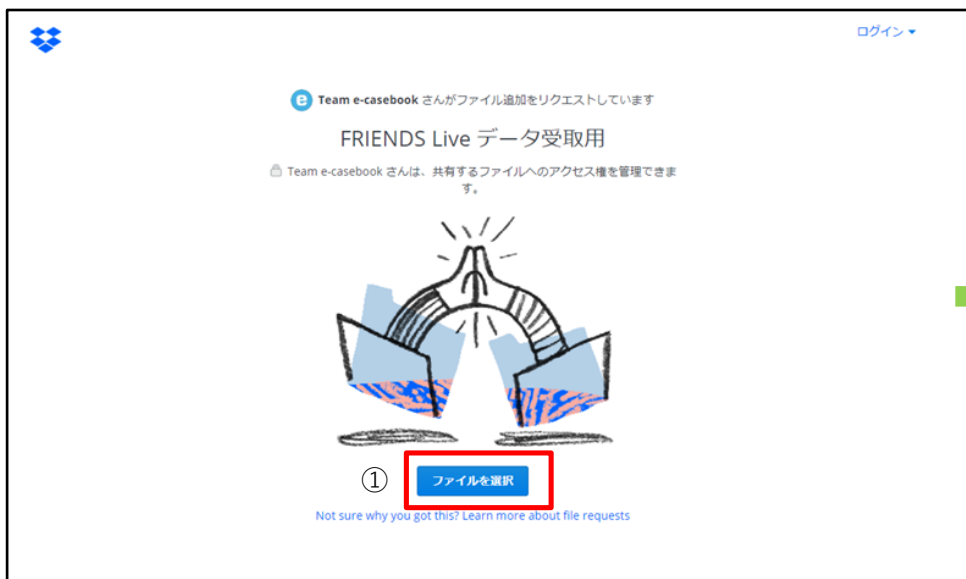 ログイン
Team e-casebook さんがファイル追加をリクエストしています
FRIENDS Live データ受取用
Team e-casebook さんは、共有するファイルへのアクセス権を管理できま
す。
① ファイルを選択
Not sure why you got this? Learn more about file requests